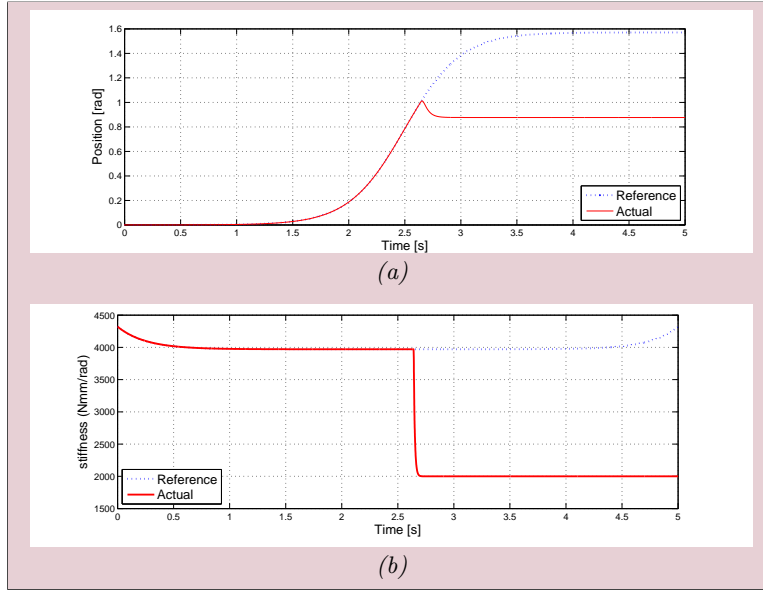 1.6
1.4
1.2
1
0.8
0.6
0.4
0.2
0
Position [rad]
Reference
Actual
0 0.5 1 1.5 2 2.5 3 3.5 4 4.5 5
Time [s]
(a)
4500
4000
3500
3000
2500
2000
1500
stiffness (Nmm/rad)
Reference
Actual
0 0.5 1 1.5 2 2.5 3 3.5 4 4.5 5
Time [s]
(b)